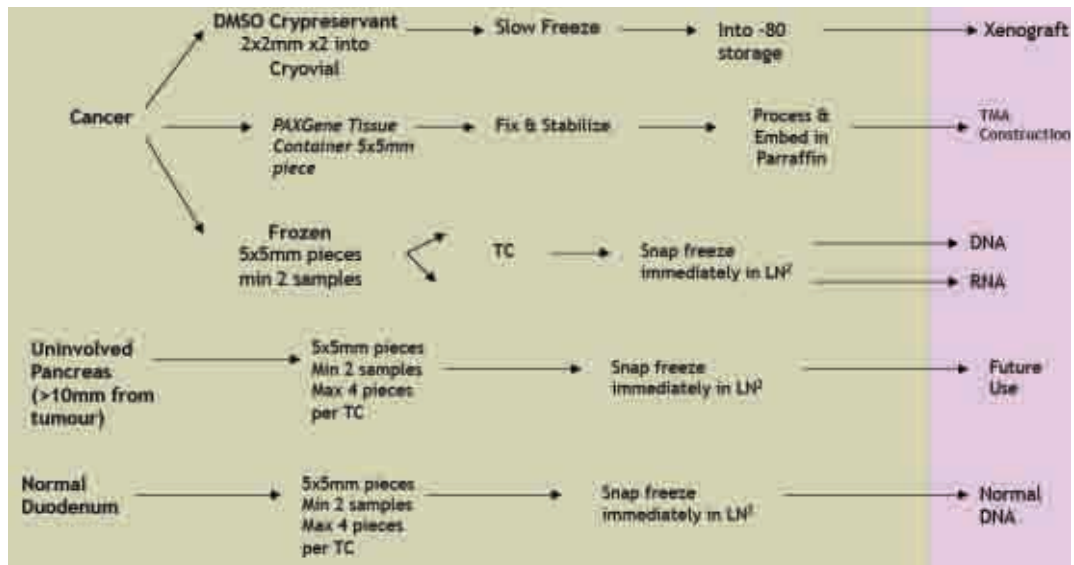 DMSO Crypreservant
2x2mm x2 into
Cryovial
Slow Freeze
Into -80
storage
Xenograft
Cancer
PAXGene Tissue
Container 5x5mm
piece
Fix & Stabilize
Process &
Embed in
Parraffin
TMA
Construction
Frozen
5x5mm pieces
min 2 samples
TC
Snap freeze
immediately in LN²
DNA
RNA
Uninvolved
Pancreas
(>10mm from
tumour)
5x5mm pieces
Min 2 samples
Max 4 pieces
per TC
Snap freeze
immediately in LN²
Future
Use
Normal
Duodenum
5x5mm pieces
Min 2 samples
Max 4 pieces
per TC
Snap freeze
immediately in LN²
Normal
DNA